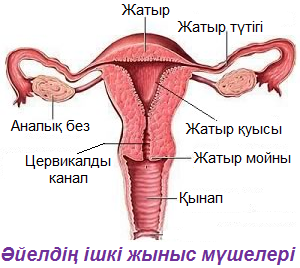 Жатыр
Жатыр түтігі
Аналық без
Жатыр қуысы
Цервикалды
канал
Жатыр мойны
Қынап
Әйелдің ішкі жыныс мүшелері